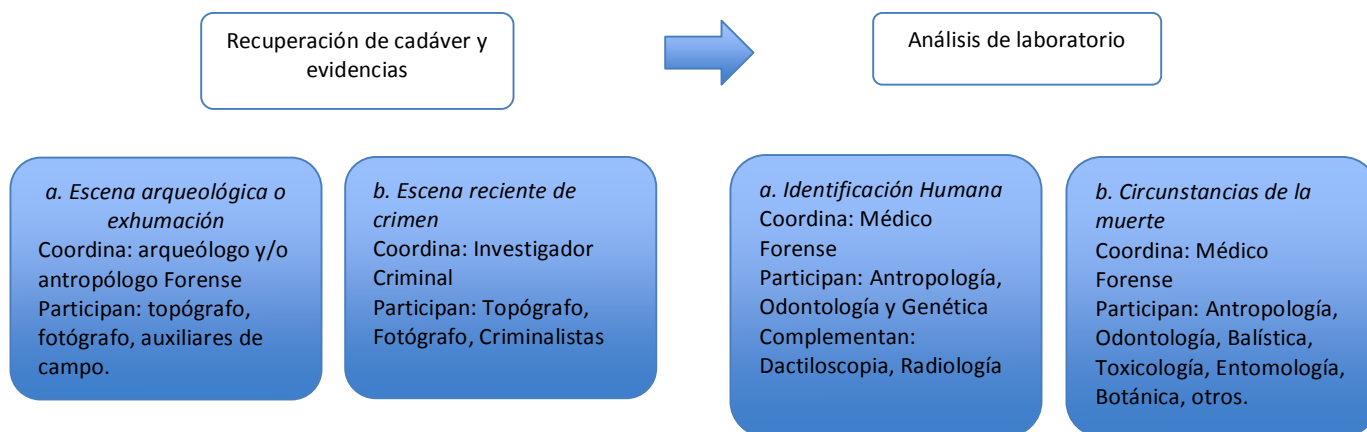 Recuperación de cadáver y
evidencias
Análisis de laboratorio
a. Escena arqueológica o
exhumación
Coordina: arqueólogo y/o
antropólogo Forense
Participan: topógrafo,
fotógrafo, auxiliares de
campo.
b. Escena reciente de
crimen
Coordina: Investigador
Criminal
Participan: Topógrafo,
Fotógrafo, Criminalistas
a. Identificación Humana
Coordina: Médico
Forense
Participan: Antropología,
Odontología y Genética
Complementan:
Dactiloscopia, Radiología
b. Circunstancias de la
muerte
Coordina: Médico
Forense
Participan: Antropología,
Odontología, Balística,
Toxicología, Entomología,
Botánica, otros.